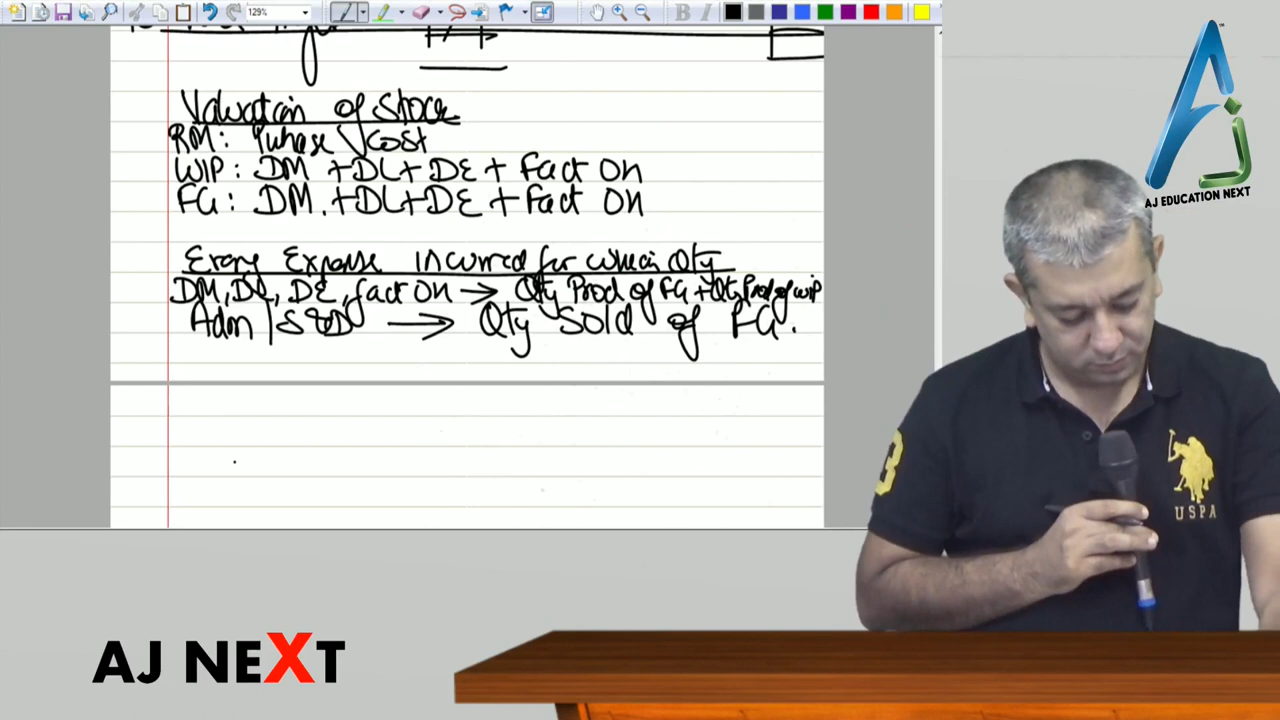 129%
B I
Valuation of Stock
RM: Purchase Cost
WIP: DM + DL + DE + Fact OH
FG: DM + DL + DE + Fact OH
Every Expense Incurred for which Qty
DM, DL, DE, Fact OH → Qty Prod of FG + Qty Prod of WIP
Adm | S&D → Qty Sold of FG.
AJ EDUCATION NEXT
3
USPA
AJ NEXT